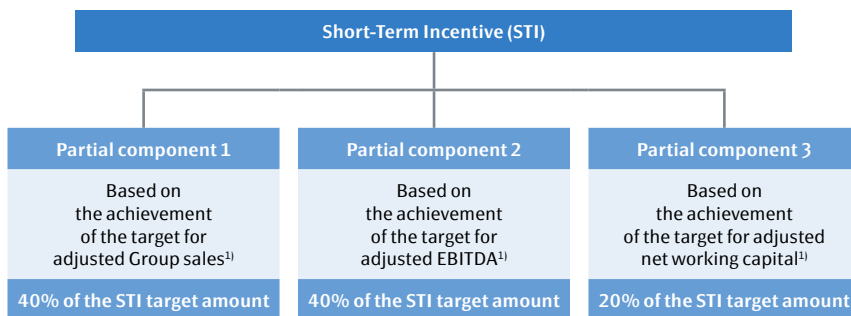 Short-Term Incentive (STI)
Partial component 1
Based on
the achievement
of the target for
adjusted Group sales¹⁾
40% of the STI target amount
Partial component 2
Based on
the achievement
of the target for
adjusted EBITDA¹⁾
40% of the STI target amount
Partial component 3
Based on
the achievement
of the target for adjusted
net working capital¹⁾
20% of the STI target amount